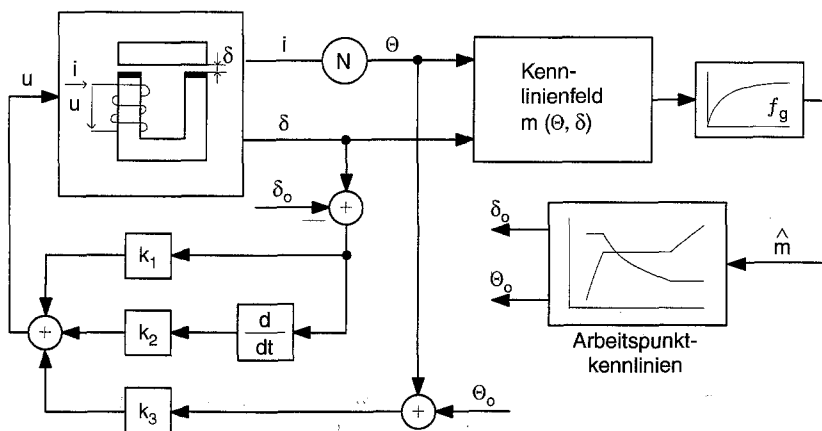 δ
i
u
u
i
N
Θ
Kenn-
linienfeld
m (Θ, δ)
f_g
δ
δ_o
k_1
k_2
d
dt
k_3
Θ_o
δ_o
Θ_o
m̂
Arbeitspunkt-
kennlinien